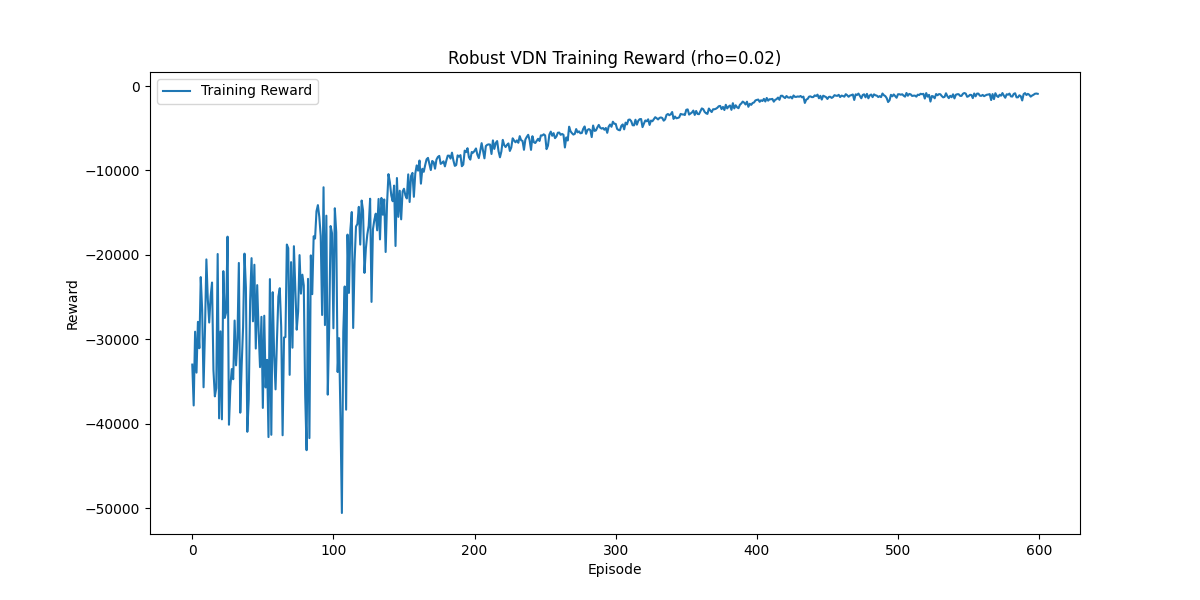 Robust VDN Training Reward (rho=0.02)
Training Reward
Reward
0
−10000
−20000
−30000
−40000
−50000
0 100 200 300 400 500 600
Episode